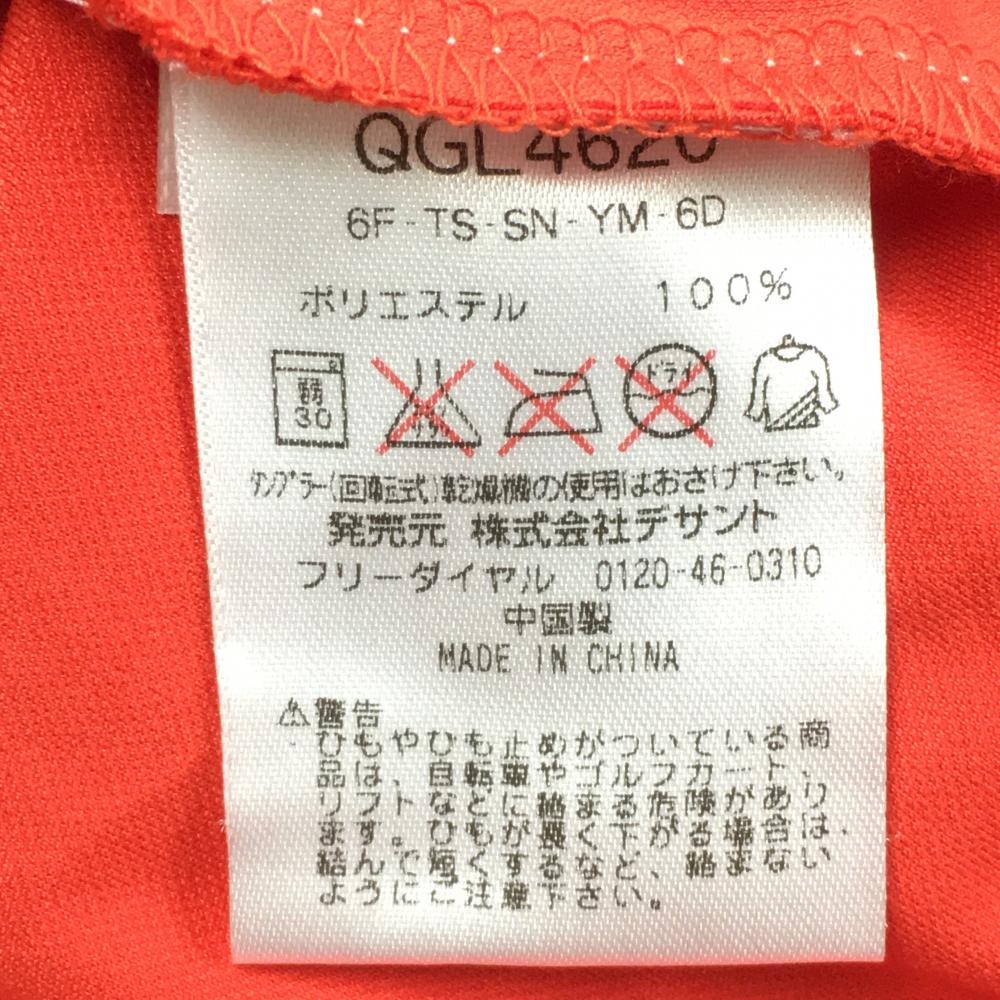 QGL4620
6F-TS-SN-YM-6D
ポリエステル 100%
弱 30 ドライ
タンブラー(回転式)乾燥機の使用はおさけ下さい。
発売元 株式会社デサント
フリーダイヤル 0120-46-0310
中国製
MADE IN CHINA
⚠警告
ひもや、ひも止めがついている商
品は、自転車やゴルフカート、
リフトなどに絡まる危険があり
ます。ひもが長く下がる場合は、
結んで短くするなど、絡まない
ようにご注意下さい。